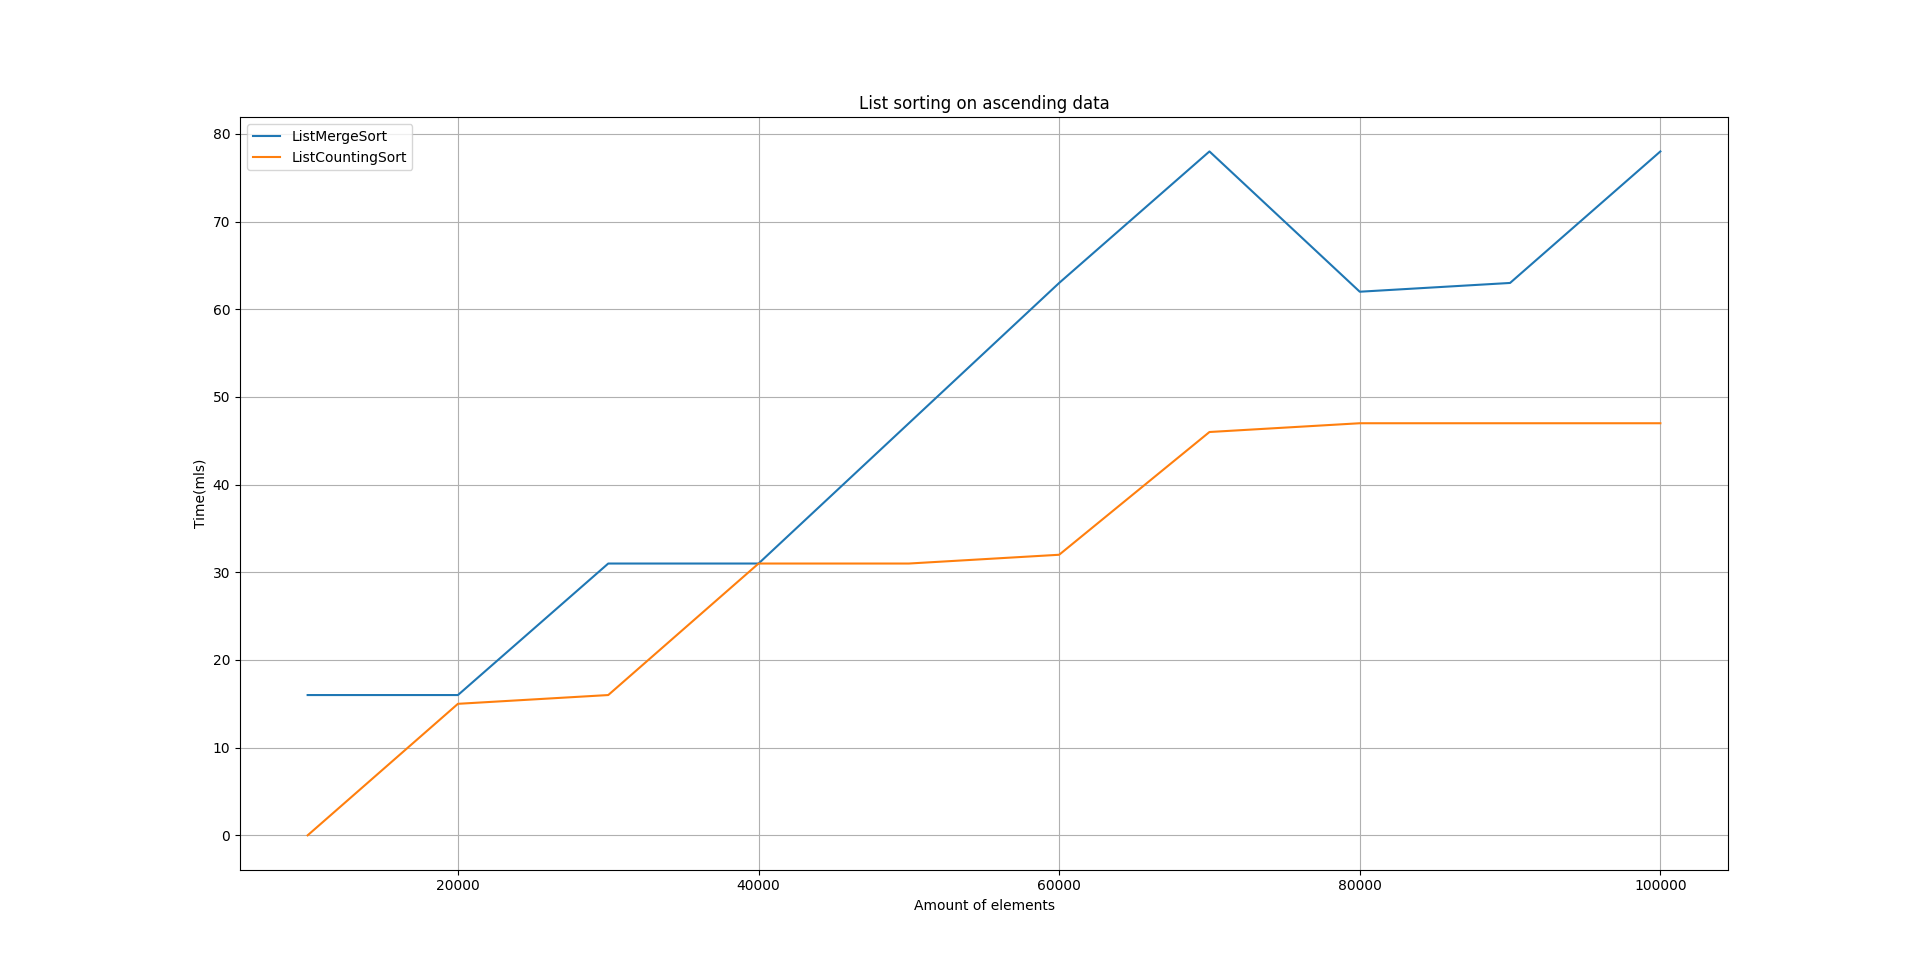 List sorting on ascending data
ListMergeSort
ListCountingSort
80
70
60
50
40
30
20
10
0
Time(mls)
20000 40000 60000 80000 100000
Amount of elements